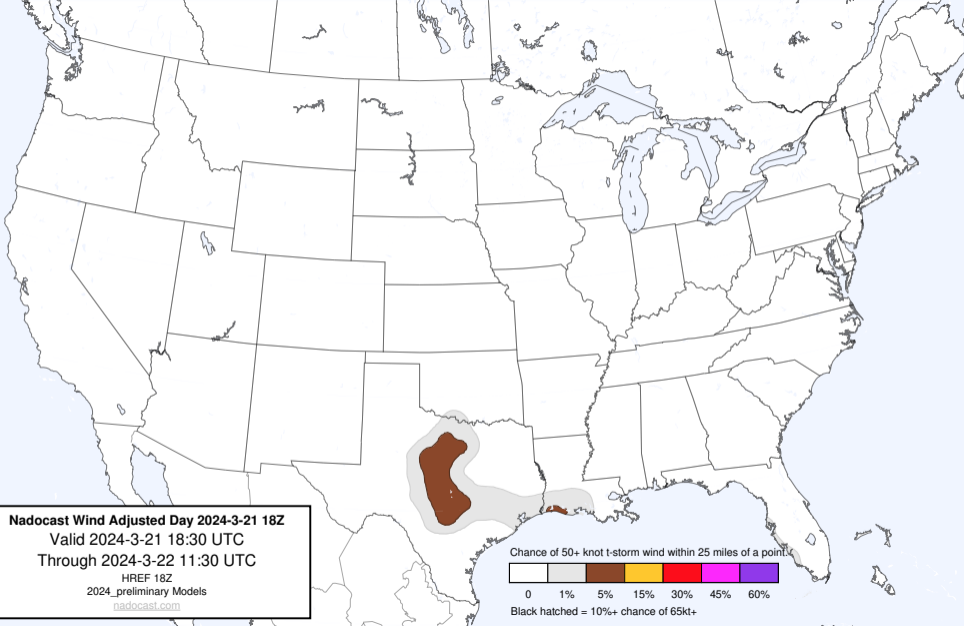 Nadocast Wind Adjusted Day 2024-3-21 18Z
Valid 2024-3-21 18:30 UTC
Through 2024-3-22 11:30 UTC
HREF 18Z
2024_preliminary Models
nadocast.com
Chance of 50+ knot t-storm wind within 25 miles of a point.
0 1% 5% 15% 30% 45% 60%
Black hatched = 10%+ chance of 65kt+